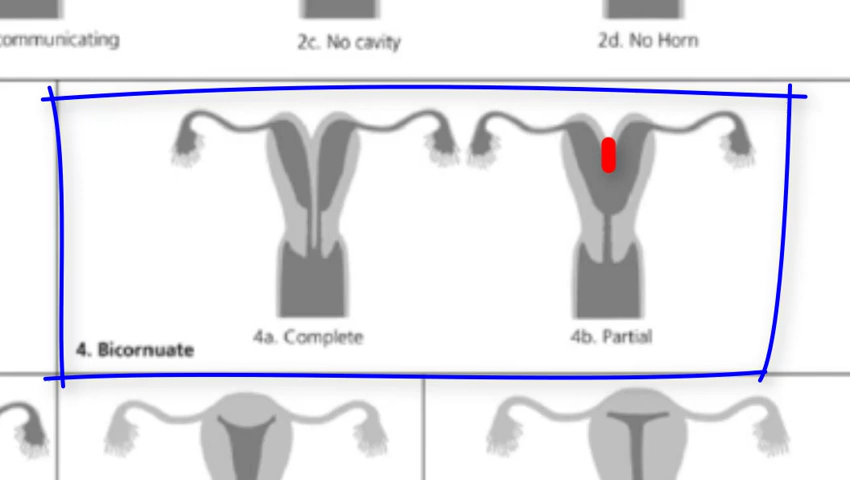 communicating
2c. No cavity
2d. No Horn
4a. Complete
4b. Partial
4. Bicornuate